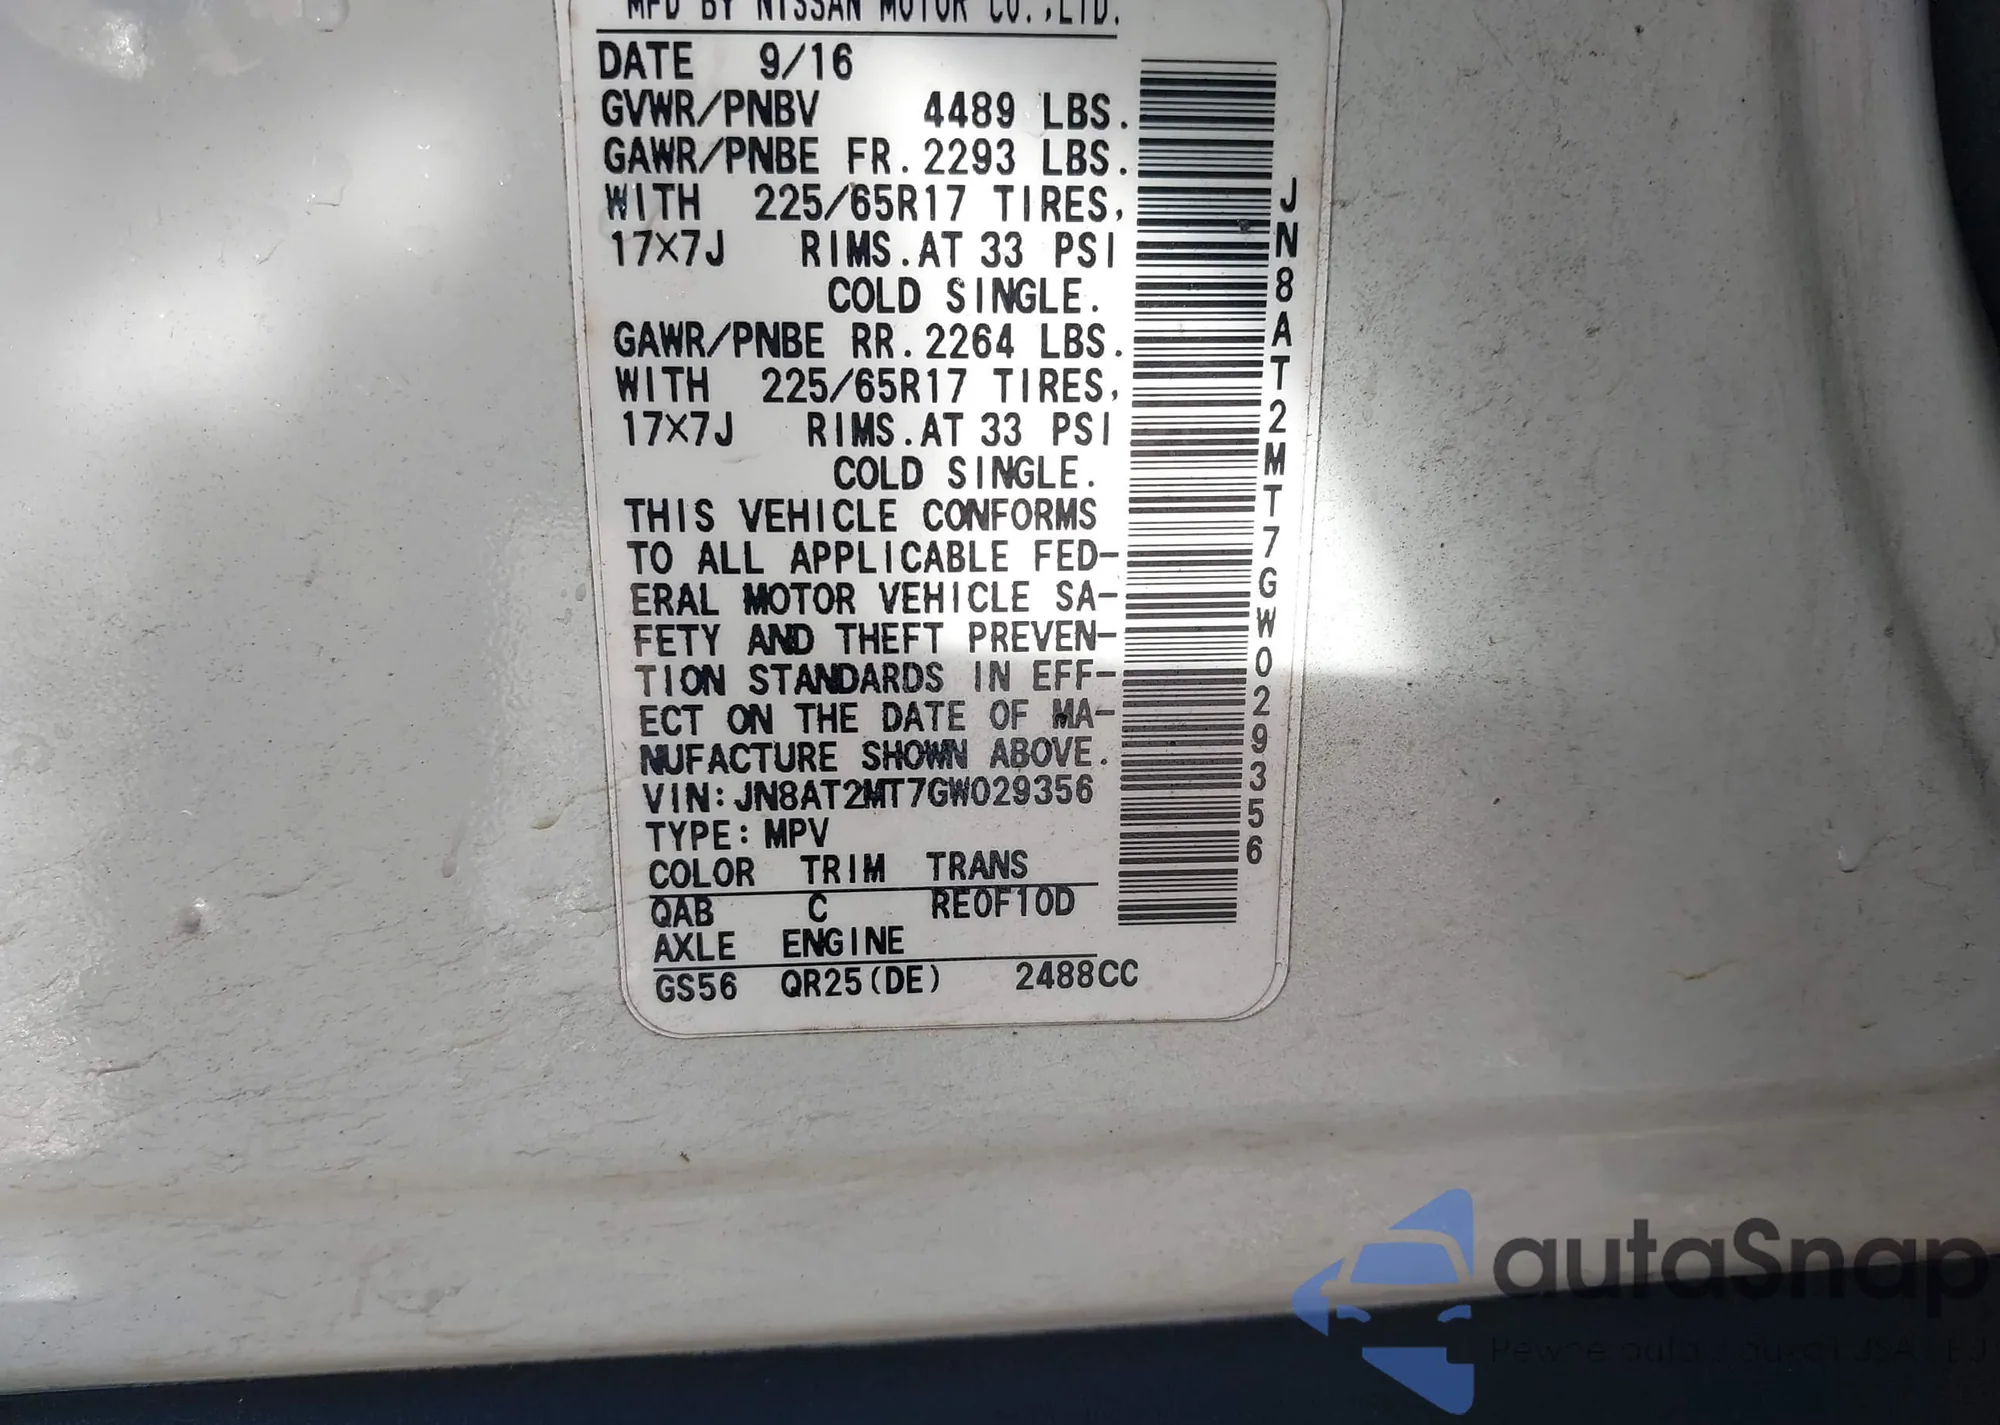 MFD BY NISSAN MOTOR CO.,LTD.
DATE 9/16
GVWR/PNBV 4489 LBS.
GAWR/PNBE FR. 2293 LBS.
WITH 225/65R17 TIRES,
17X7J RIMS. AT 33 PSI
COLD SINGLE.
GAWR/PNBE RR. 2264 LBS.
WITH 225/65R17 TIRES,
17X7J RIMS. AT 33 PSI
COLD SINGLE.
THIS VEHICLE CONFORMS
TO ALL APPLICABLE FED-
ERAL MOTOR VEHICLE SA-
FETY AND THEFT PREVEN-
TION STANDARDS IN EFF-
ECT ON THE DATE OF MA-
NUFACTURE SHOWN ABOVE.
VIN: JN8AT2MT7GW029356
TYPE: MPV
COLOR TRIM TRANS
QAB C RE0F10D
AXLE ENGINE
GS56 QR25(DE) 2488CC
JN8AT2MT7GW029356
autaSnap
Pewne auta z aukcji USA